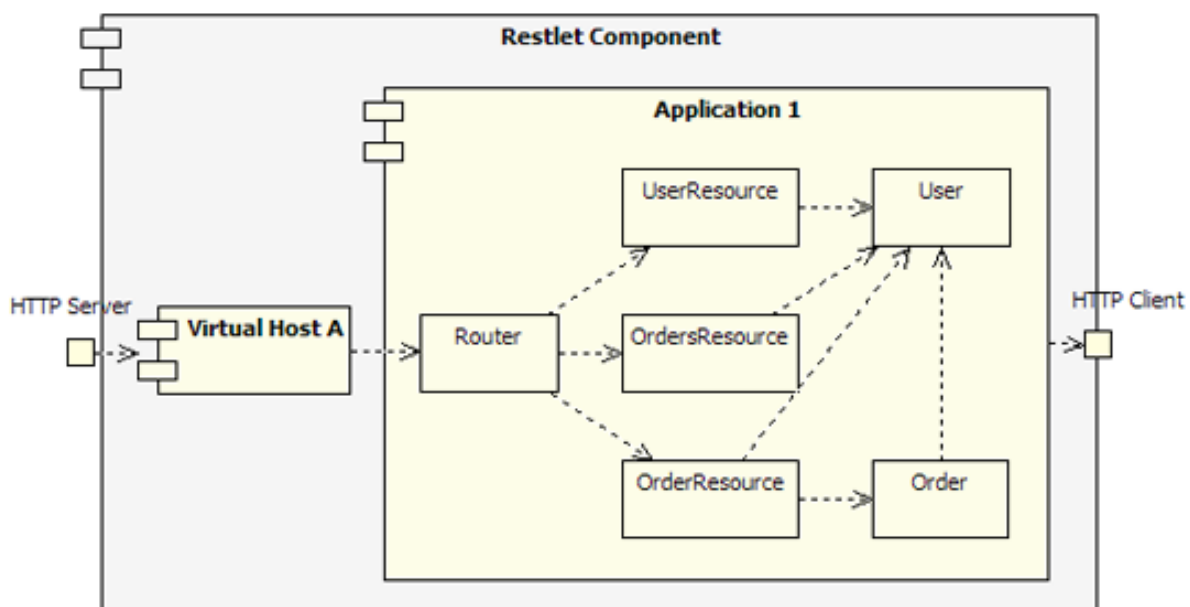 Restlet Component
Application 1
UserResource
User
HTTP Server
HTTP Client
Virtual Host A
Router
OrdersResource
OrderResource
Order